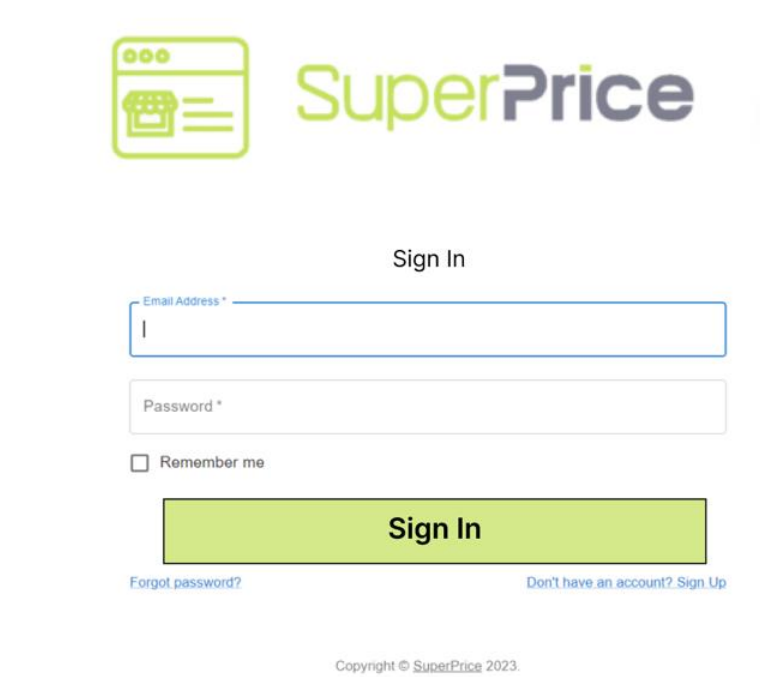 SuperPrice
Sign In
Email Address *
Password *
Remember me
Sign In
Forgot password? Don't have an account? Sign Up
Copyright © SuperPrice 2023.